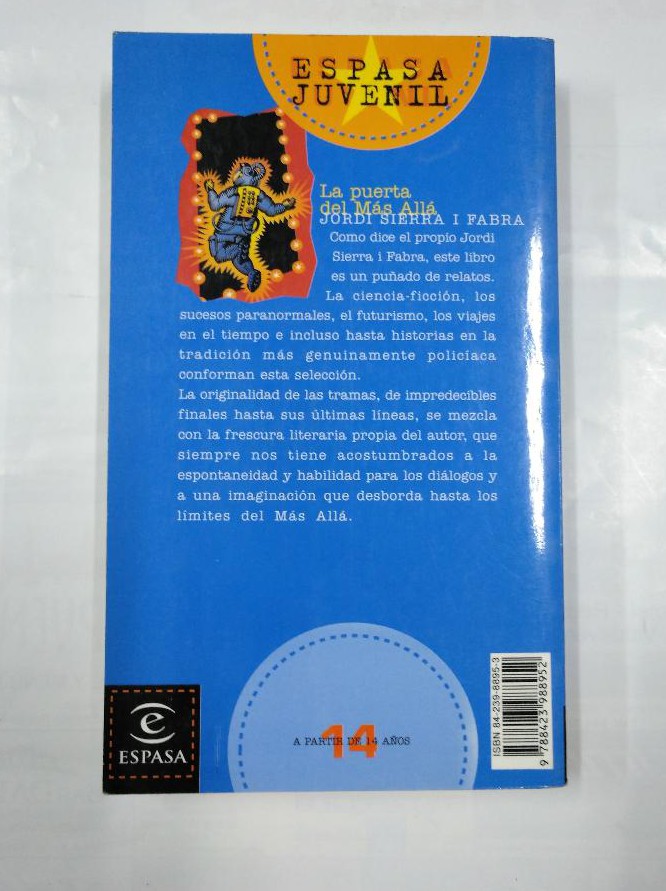 ESPASA
JUVENIL
La puerta
del Más Allá
JORDI SIERRA I FABRA
Como dice el propio Jordi
Sierra i Fabra, este libro
es un puñado de relatos.
La ciencia-ficción, los
sucesos paranormales, el futurismo, los viajes
en el tiempo e incluso hasta historias en la
tradición más genuinamente policíaca
conforman esta selección.
La originalidad de las tramas, de impredecibles
finales hasta sus últimas líneas, se mezcla
con la frescura literaria propia del autor, que
siempre nos tiene acostumbrados a la
espontaneidad y habilidad para los diálogos y
a una imaginación que desborda hasta los
límites del Más Allá.
14
A PARTIR DE 14 AÑOS
e
ESPASA
ISBN 84-239-8895-3
9 788423 988952